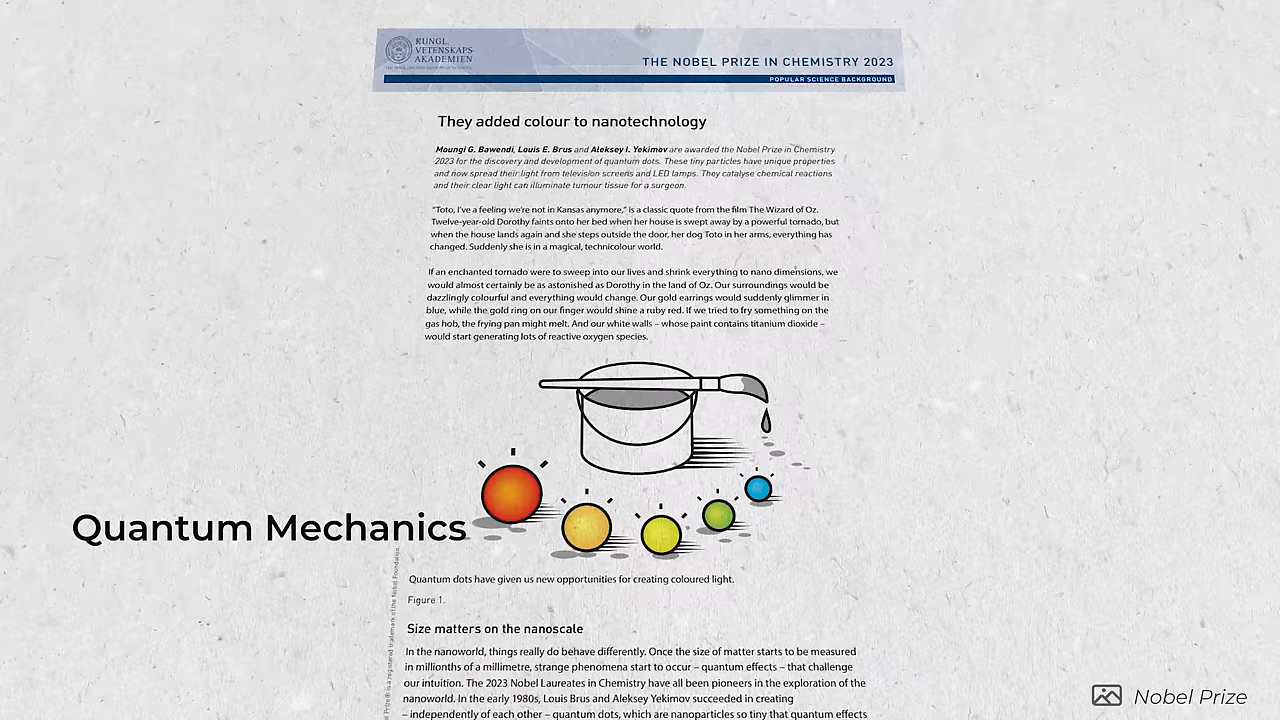 KUNGL.
VETENSKAPS-
AKADEMIEN
THE ROYAL SWEDISH ACADEMY OF SCIENCES
THE NOBEL PRIZE IN CHEMISTRY 2023
POPULAR SCIENCE BACKGROUND
They added colour to nanotechnology
Moungi G. Bawendi, Louis E. Brus and Aleksey I. Yekimov are awarded the Nobel Prize in Chemistry
2023 for the discovery and development of quantum dots. These tiny particles have unique properties
and now spread their light from television screens and LED lamps. They catalyse chemical reactions
and their clear light can illuminate tumour tissue for a surgeon.
"Toto, I've a feeling we're not in Kansas anymore," is a classic quote from the film The Wizard of Oz.
Twelve-year-old Dorothy faints onto her bed when her house is swept away by a powerful tornado, but
when the house lands again and she steps outside the door, her dog Toto in her arms, everything has
changed. Suddenly she is in a magical, technicolour world.
If an enchanted tornado were to sweep into our lives and shrink everything to nano dimensions, we
would almost certainly be as astonished as Dorothy in the land of Oz. Our surroundings would be
dazzlingly colourful and everything would change. Our gold earrings would suddenly glimmer in
blue, while the gold ring on our finger would shine a ruby red. If we tried to fry something on the
gas hob, the frying pan might melt. And our white walls – whose paint contains titanium dioxide –
would start generating lots of reactive oxygen species.
Quantum Mechanics
Quantum dots have given us new opportunities for creating coloured light.
Figure 1.
Prize® is a registered trademark of the Nobel Foundation.
Size matters on the nanoscale
In the nanoworld, things really do behave differently. Once the size of matter starts to be measured
in millionths of a millimetre, strange phenomena start to occur – quantum effects – that challenge
our intuition. The 2023 Nobel Laureates in Chemistry have all been pioneers in the exploration of the
nanoworld. In the early 1980s, Louis Brus and Aleksey Yekimov succeeded in creating
– independently of each other – quantum dots, which are nanoparticles so tiny that quantum effects
Nobel Prize